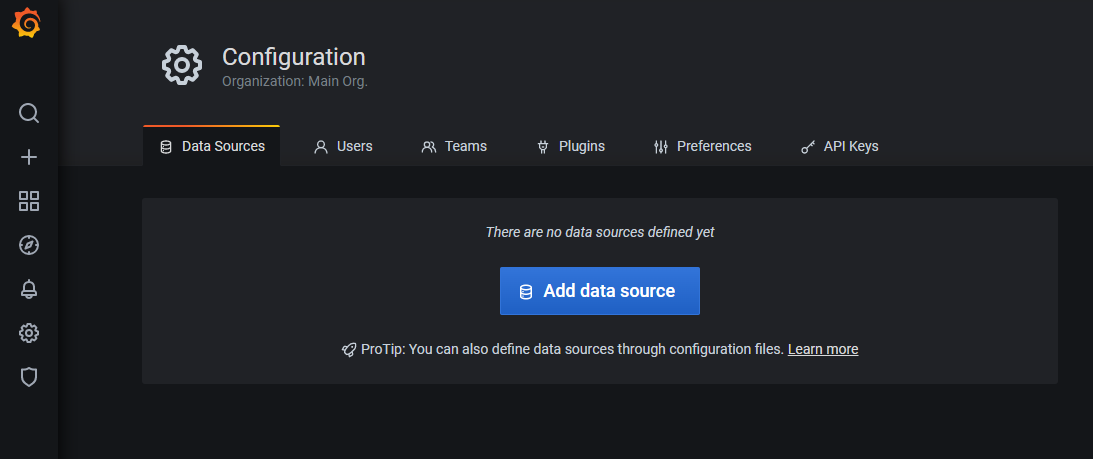 Configuration
Organization: Main Org.
Data Sources Users Teams Plugins Preferences API Keys
There are no data sources defined yet
Add data source
ProTip: You can also define data sources through configuration files. Learn more